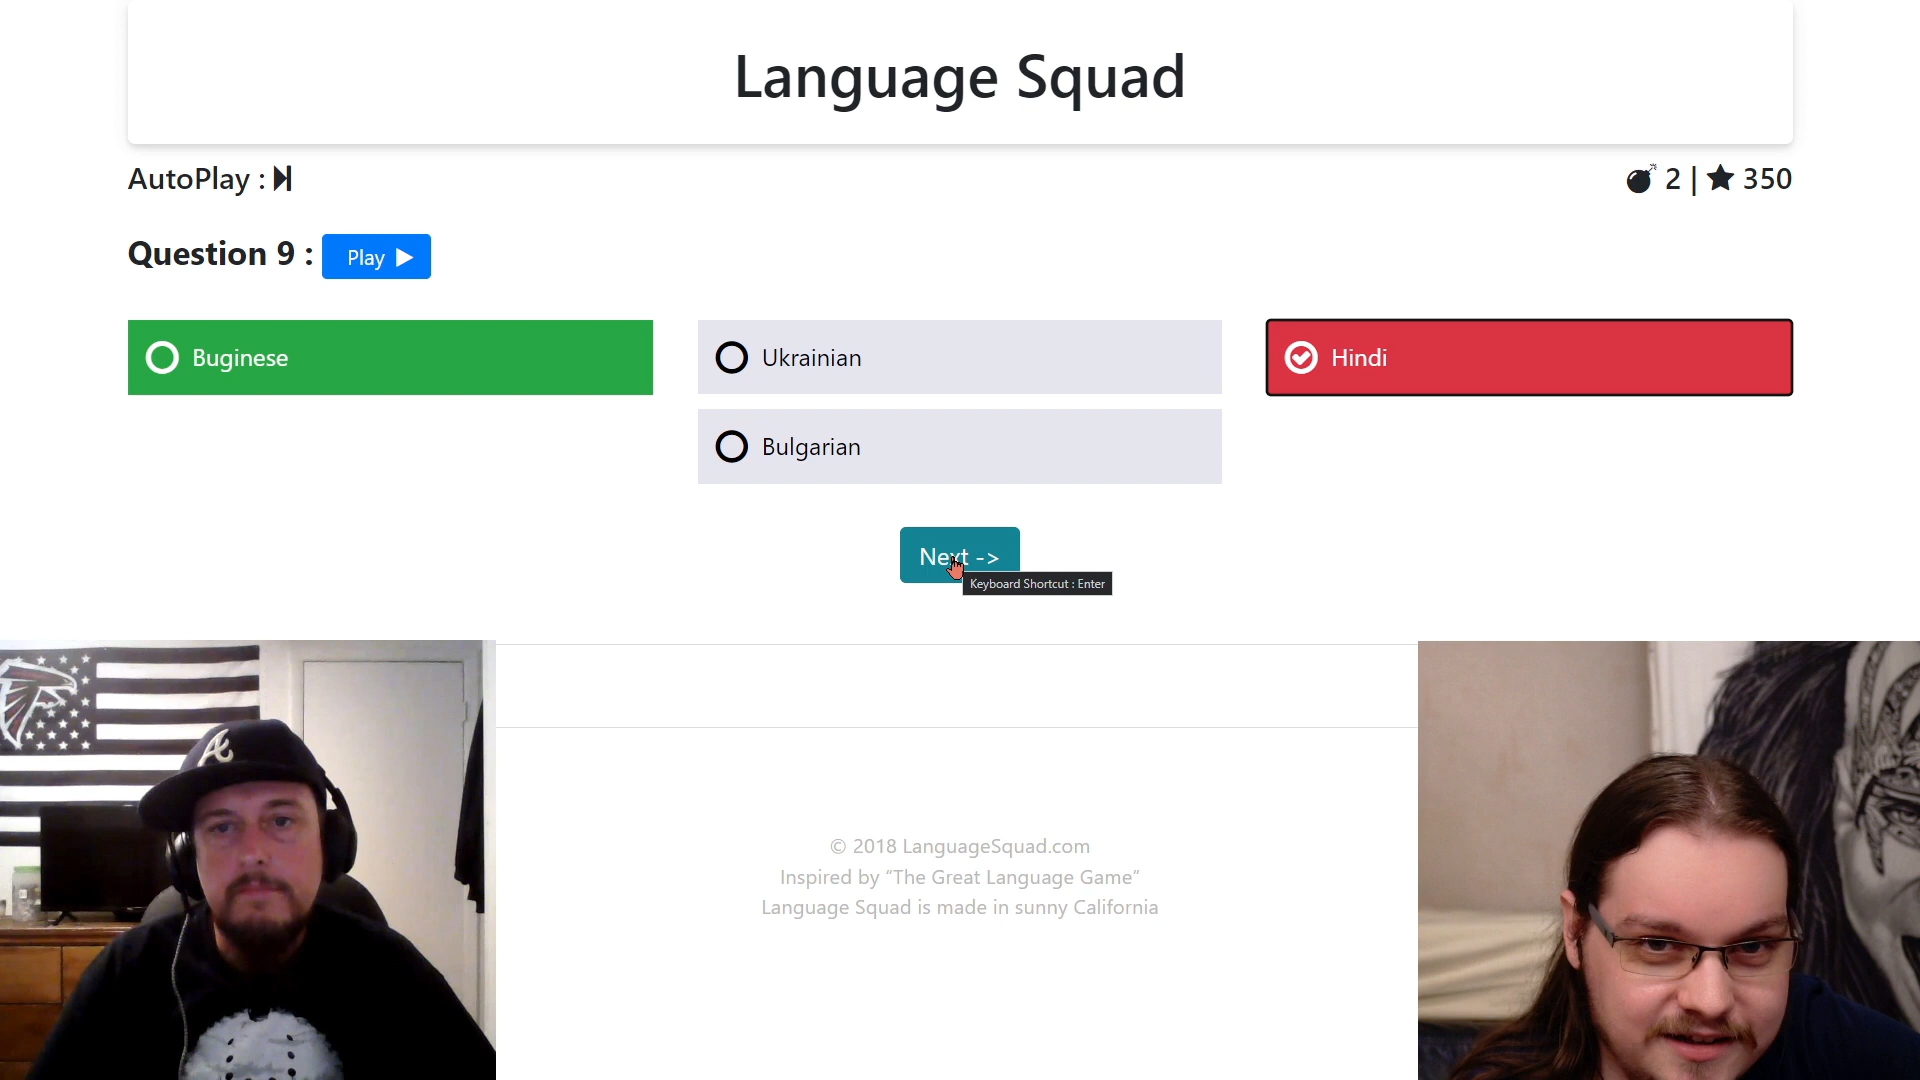 Language Squad
AutoPlay :
2 | 350
Question 9 : Play
Buginese
Ukrainian
Hindi
Bulgarian
Next ->
Keyboard Shortcut : Enter
A
© 2018 LanguageSquad.com
Inspired by "The Great Language Game"
Language Squad is made in sunny California